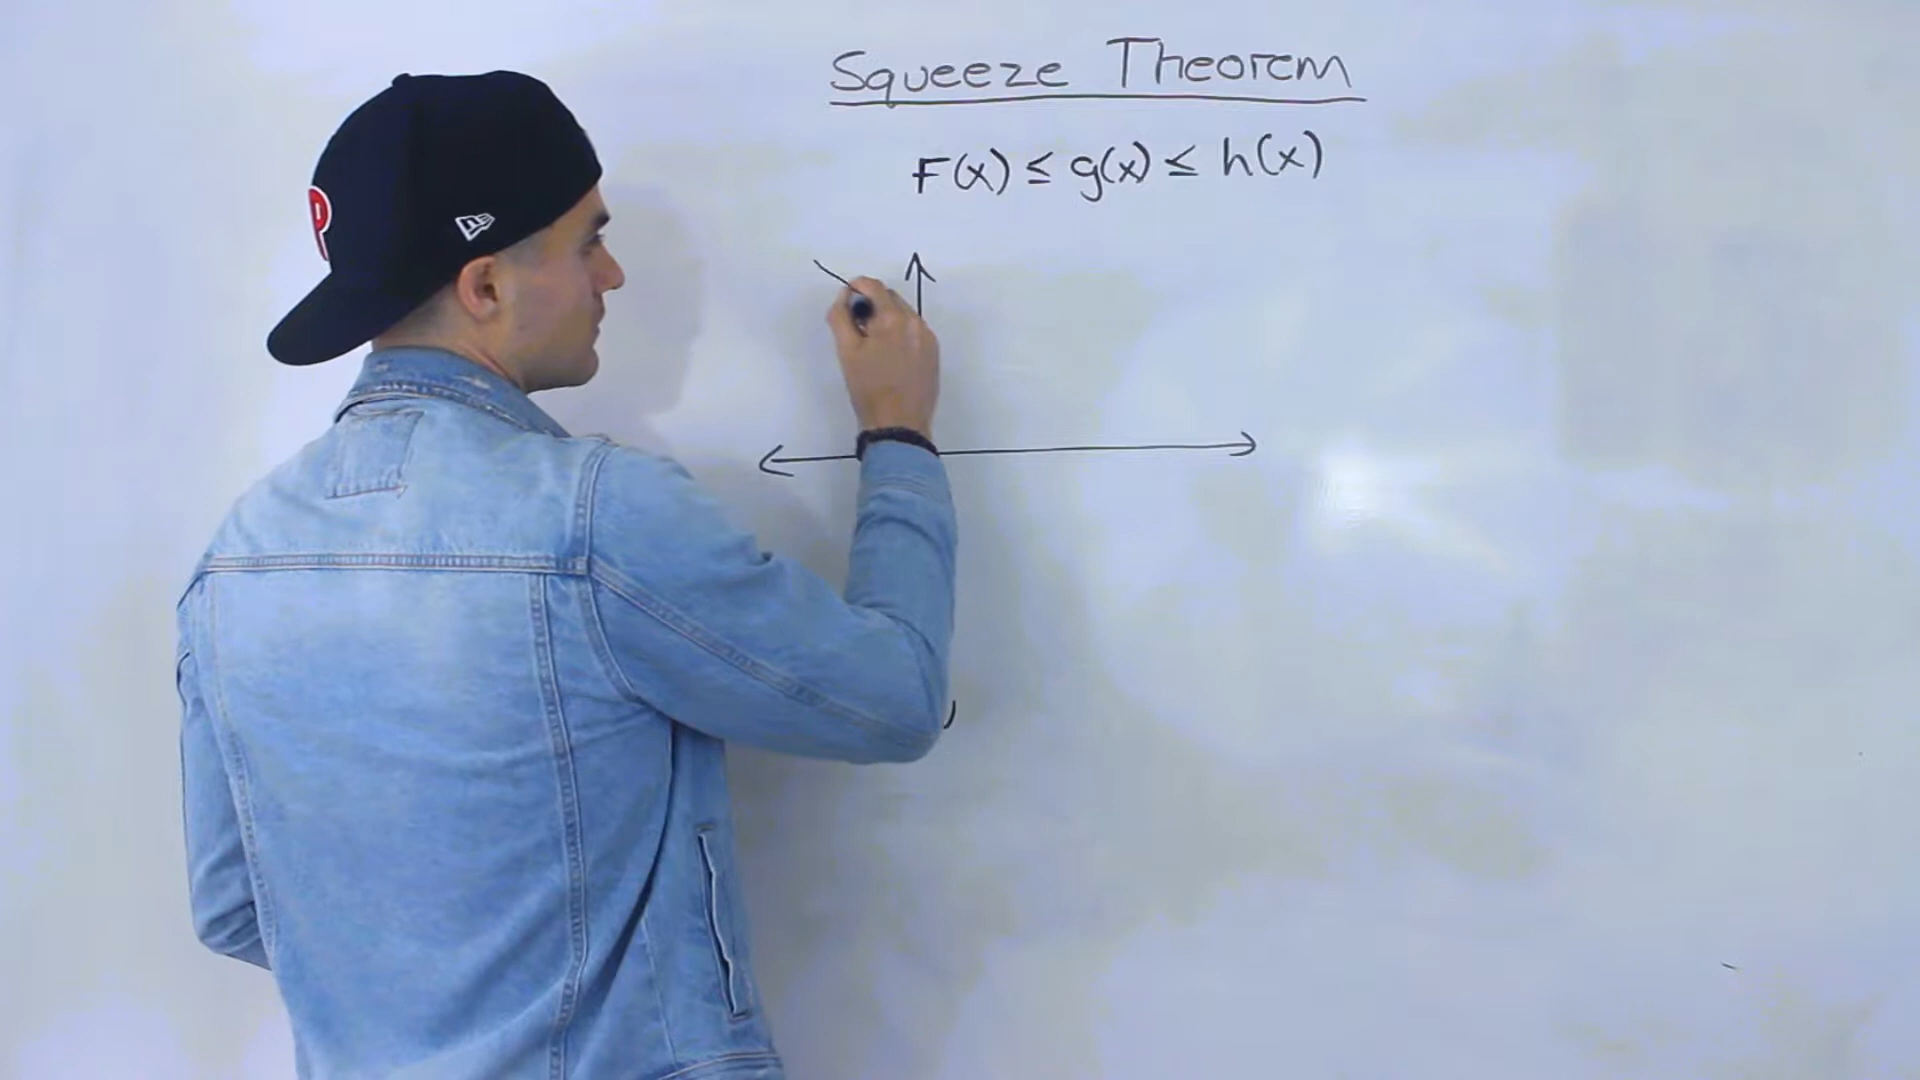 Squeeze Theorem
F(x) ≤ g(x) ≤ h(x)
P